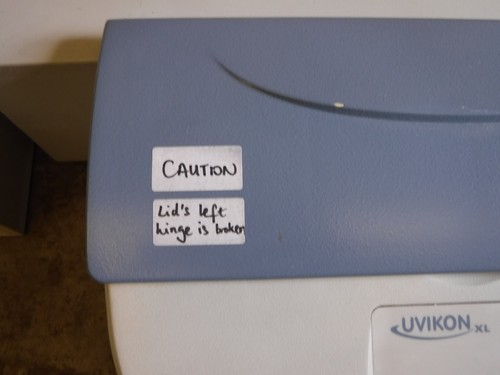 CAUTION
Lid's left
hinge is broken
UVIKON XL